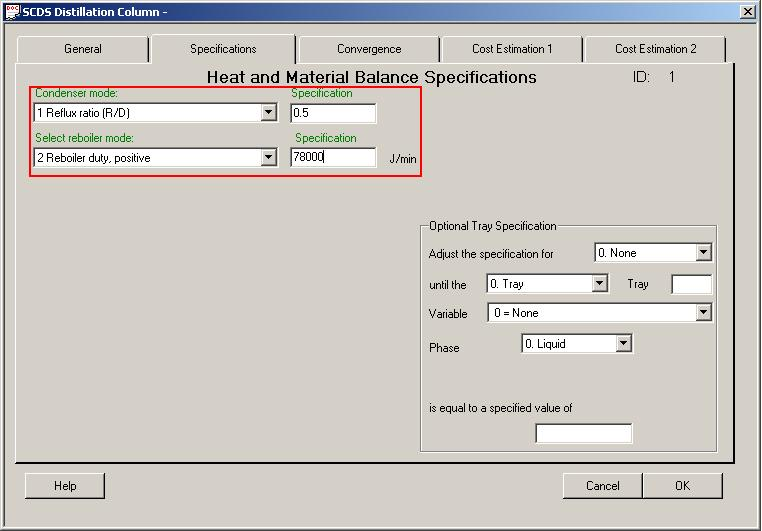 SCDS Distillation Column -
General Specifications Convergence Cost Estimation 1 Cost Estimation 2
Heat and Material Balance Specifications ID: 1
Condenser mode: Specification
1 Reflux ratio (R/D) 0.5
Select reboiler mode: Specification
2 Reboiler duty, positive 78000 J/min
Optional Tray Specification
Adjust the specification for 0. None
until the 0. Tray Tray
Variable 0 = None
Phase 0. Liquid
is equal to a specified value of
Help Cancel OK